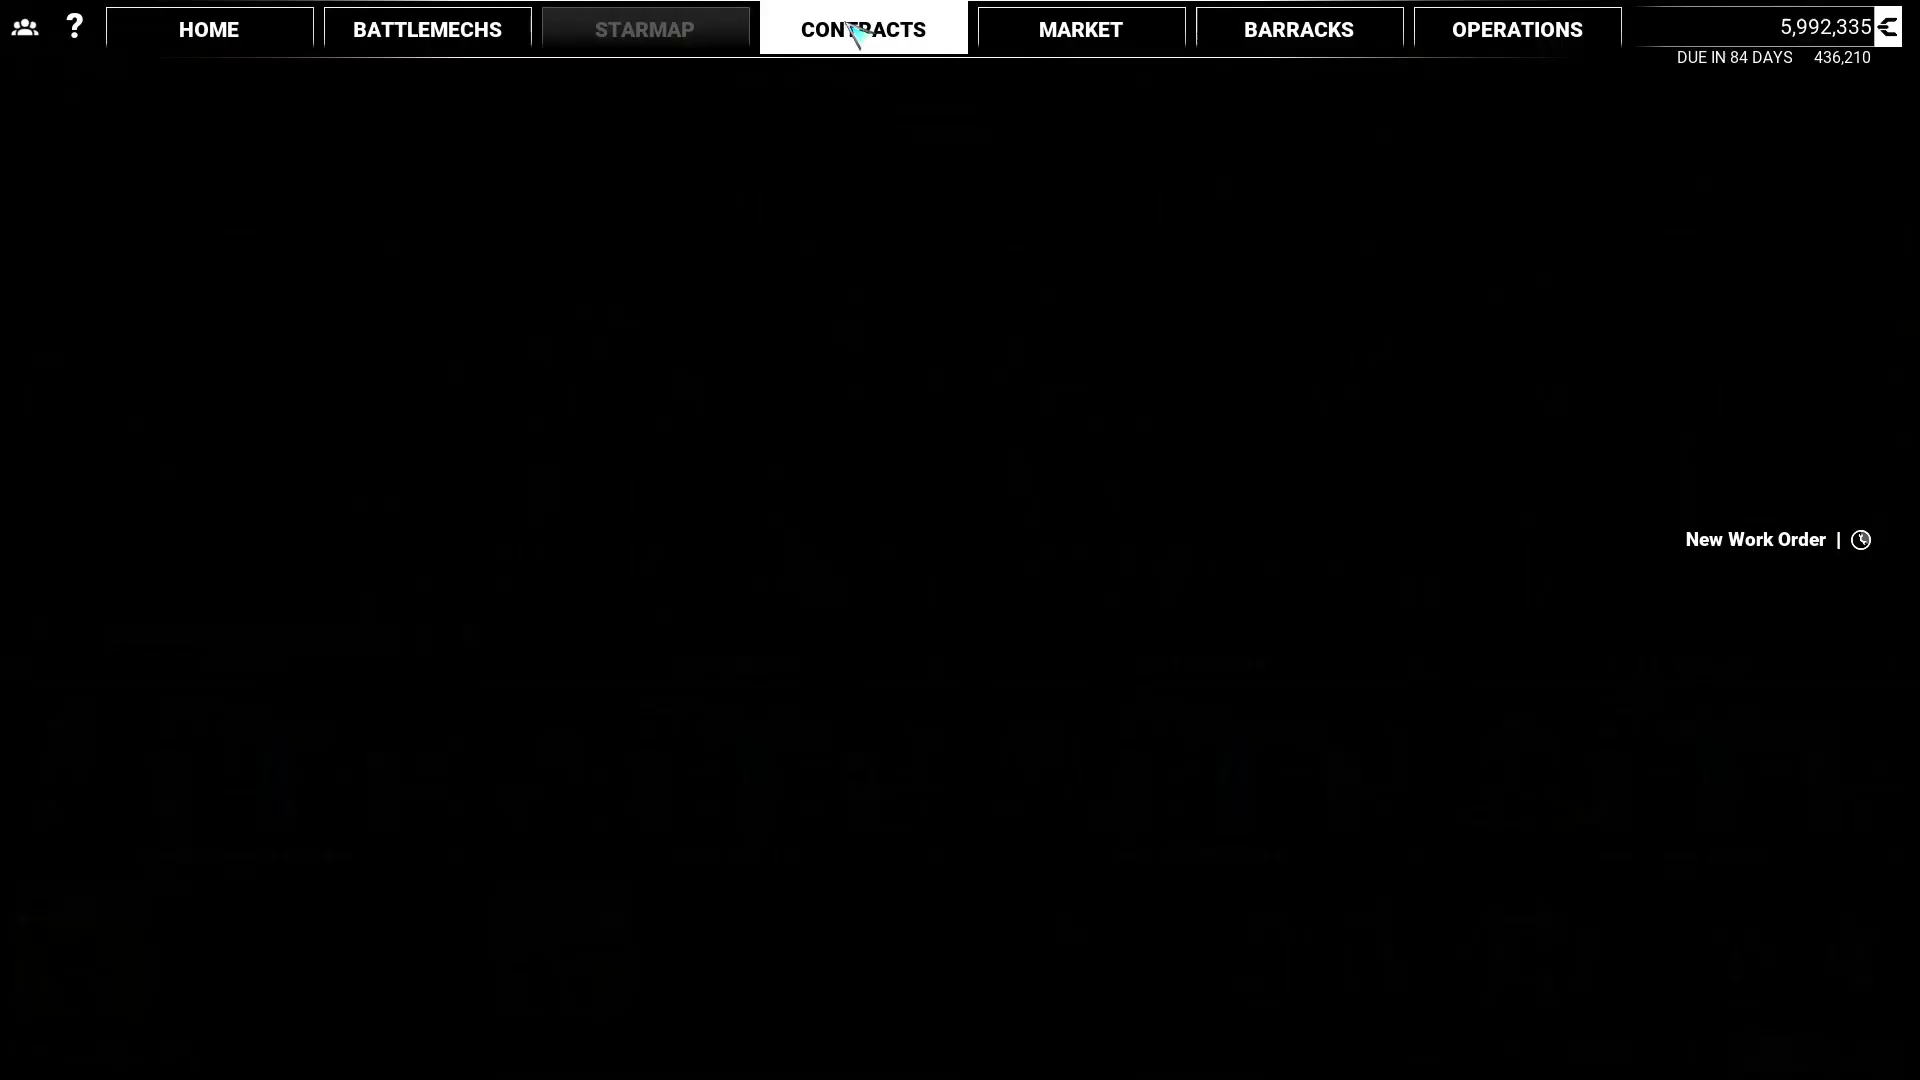 ?
HOME
BATTLEMECHS
STARMAP
CONTRACTS
MARKET
BARRACKS
OPERATIONS
5,992,335
DUE IN 84 DAYS 436,210
New Work Order |